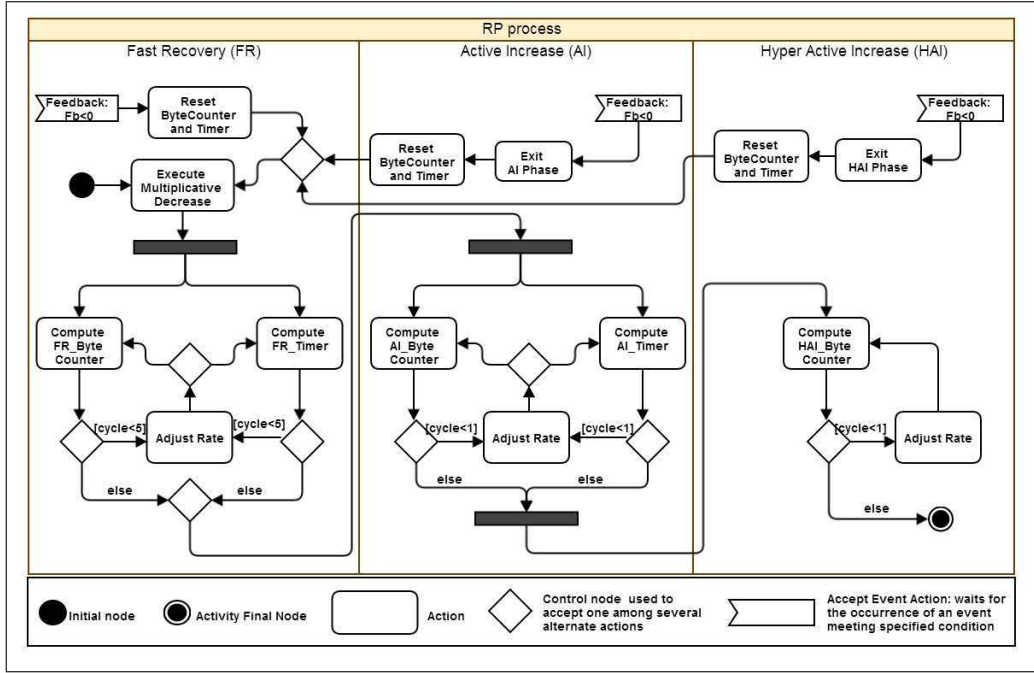 RP process
Fast Recovery (FR)
Active Increase (AI)
Hyper Active Increase (HAI)
Feedback:
Fb<0
Reset
ByteCounter
and Timer
Feedback:
Fb<0
Reset
ByteCounter
and Timer
Exit
AI Phase
Feedback:
Fb<0
Reset
ByteCounter
and Timer
Exit
HAI Phase
Execute
Multiplicative
Decrease
Compute
FR_Byte
Counter
Compute
FR_Timer
[cycle<5]
Adjust Rate
[cycle<5]
else
else
Compute
AI_Byte
Counter
Compute
AI_Timer
[cycle<1]
Adjust Rate
[cycle<1]
else
else
Compute
HAI_Byte
Counter
[cycle<1]
Adjust Rate
else
Initial node
Activity Final Node
Action
Control node used to
accept one among several
alternate actions
Accept Event Action: waits for
the occurrence of an event
meeting specified condition